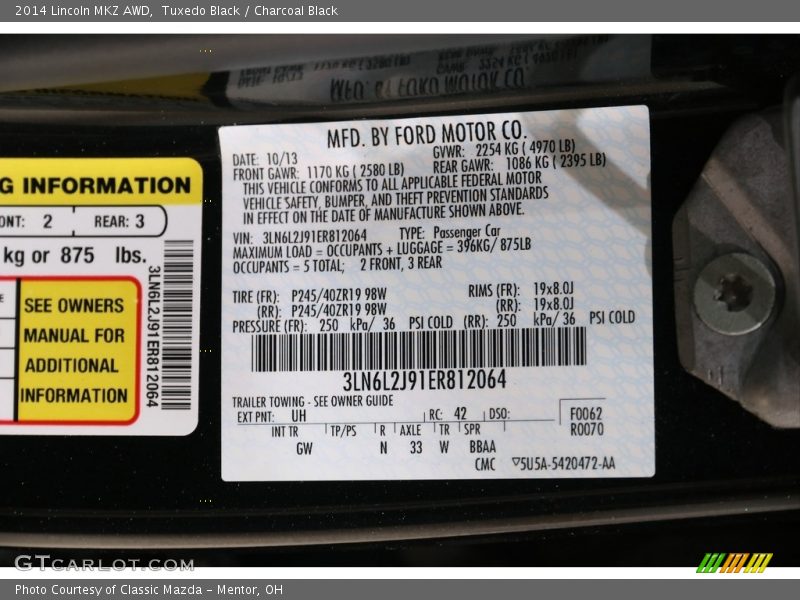 2014 Lincoln MKZ AWD, Tuxedo Black / Charcoal Black
MFD. BY FORD MOTOR CO.
DATE: 10/13 GVWR: 2254 KG ( 4970 LB)
FRONT GAWR: 1170 KG ( 2580 LB) REAR GAWR: 1086 KG ( 2395 LB)
THIS VEHICLE CONFORMS TO ALL APPLICABLE FEDERAL MOTOR
VEHICLE SAFETY, BUMPER, AND THEFT PREVENTION STANDARDS
IN EFFECT ON THE DATE OF MANUFACTURE SHOWN ABOVE.
VIN: 3LN6L2J91ER812064 TYPE: Passenger Car
MAXIMUM LOAD = OCCUPANTS + LUGGAGE = 396KG/ 875LB
OCCUPANTS = 5 TOTAL; 2 FRONT, 3 REAR
TIRE (FR): P245/40ZR19 98W RIMS (FR): 19x8.0J
(RR): P245/40ZR19 98W (RR): 19x8.0J
PRESSURE (FR): 250 kPa/ 36 PSI COLD (RR): 250 kPa/ 36 PSI COLD
3LN6L2J91ER812064
TRAILER TOWING - SEE OWNER GUIDE
EXT PNT: UH RC: 42 DSO: F0062
R0070
INT TR TP/PS R AXLE TR SPR
GW N 33 W BBAA
CMC ▽5U5A-5420472-AA
G INFORMATION
ONT: 2 REAR: 3
kg or 875 lbs.
SEE OWNERS
MANUAL FOR
ADDITIONAL
INFORMATION
3LN6L2J91ER812064
GTCARLOT.COM
Photo Courtesy of Classic Mazda - Mentor, OH